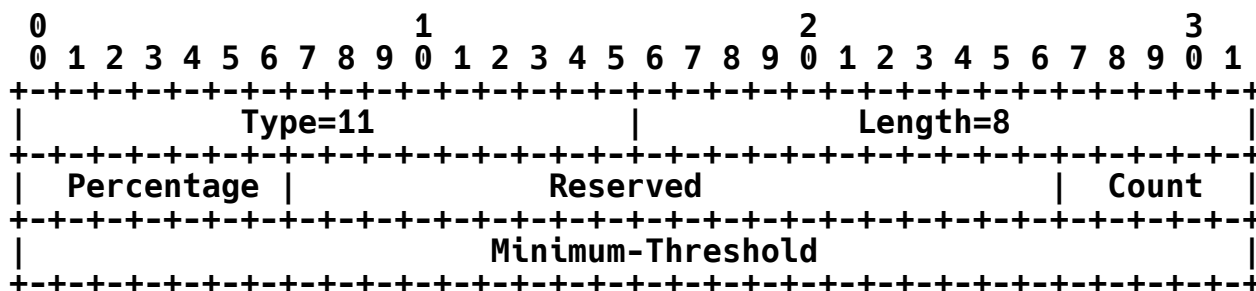 0                   1                   2                   3
 0 1 2 3 4 5 6 7 8 9 0 1 2 3 4 5 6 7 8 9 0 1 2 3 4 5 6 7 8 9 0 1
+-+-+-+-+-+-+-+-+-+-+-+-+-+-+-+-+-+-+-+-+-+-+-+-+-+-+-+-+-+-+-+-+
|           Type=11             |           Length=8            |
+-+-+-+-+-+-+-+-+-+-+-+-+-+-+-+-+-+-+-+-+-+-+-+-+-+-+-+-+-+-+-+-+
|  Percentage |             Reserved                  |  Count  |
+-+-+-+-+-+-+-+-+-+-+-+-+-+-+-+-+-+-+-+-+-+-+-+-+-+-+-+-+-+-+-+-+
|                        Minimum-Threshold                      |
+-+-+-+-+-+-+-+-+-+-+-+-+-+-+-+-+-+-+-+-+-+-+-+-+-+-+-+-+-+-+-+-+